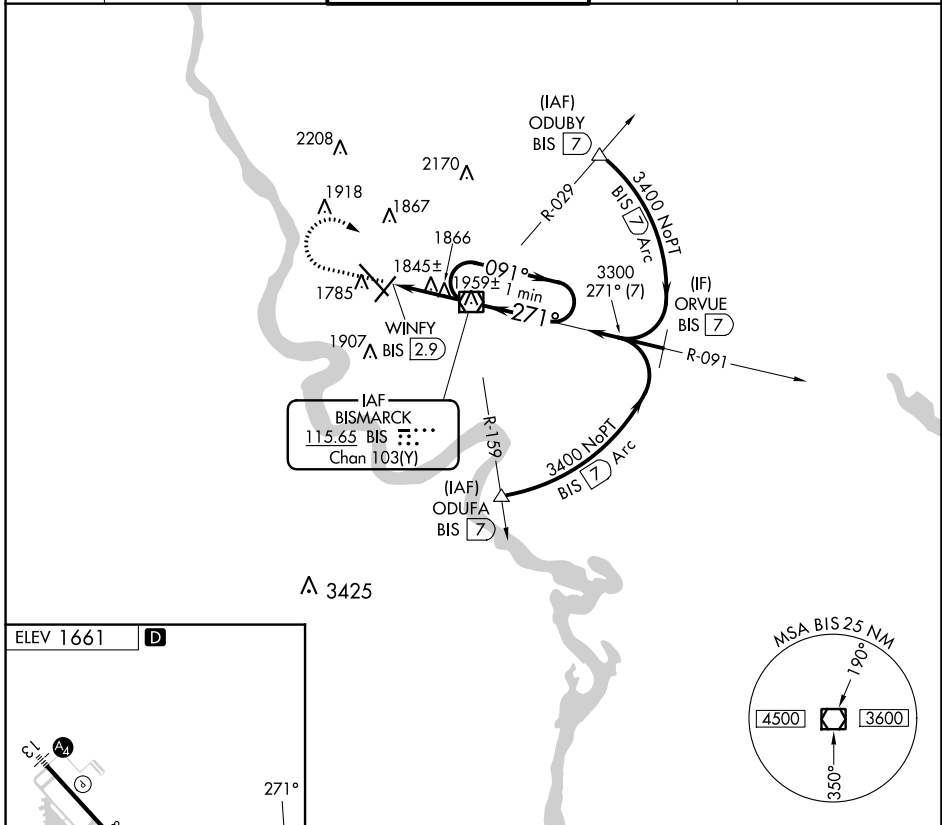 (IAF)
ODUBY
BIS 7
2208
2170
R-029
3400 NoPT
BIS 7 Arc
1918
1867
1866
1845±
1959±
091°
1 min
271°
3300
271° (7)
(IF)
ORVUE
BIS 7
1785
WINFY
BIS 2.9
1907
R-091
IAF
BISMARCK
115.65 BIS
Chan 103(Y)
R-159
3400 NoPT
BIS 7 Arc
(IAF)
ODUFA
BIS 7
3425
ELEV 1661 D
MSA BIS 25 NM
190°
4500
3600
350°
13
A4
P
271°